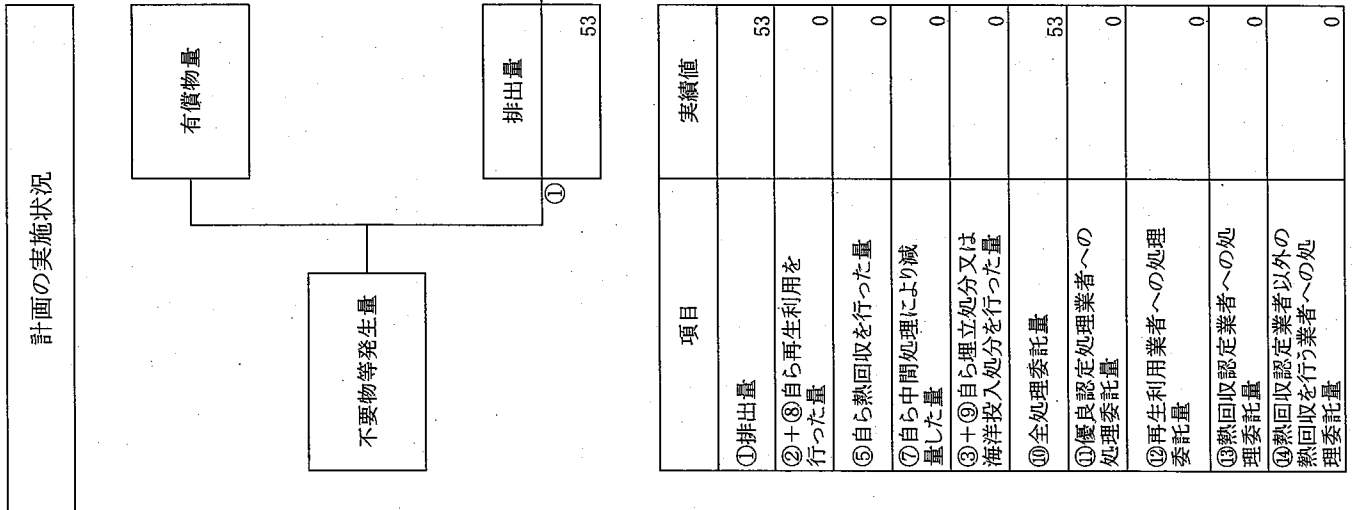 計画の実施状況
不要物等発生量
有償物量
①
排出量
53
項目
実績値
①排出量
53
②+⑧自ら再生利用を
行った量
0
⑤自ら熱回収を行った量
0
⑦自ら中間処理により減
量した量
0
③+⑨自ら埋立処分又は
海洋投入処分を行った量
0
⑩全処理委託量
53
⑪優良認定処理業者への
処理委託量
0
⑫再生利用業者への処理
委託量
0
⑬熱回収認定業者への処
理委託量
0
⑭熱回収認定業者以外の
熱回収を行う業者への処
理委託量
0